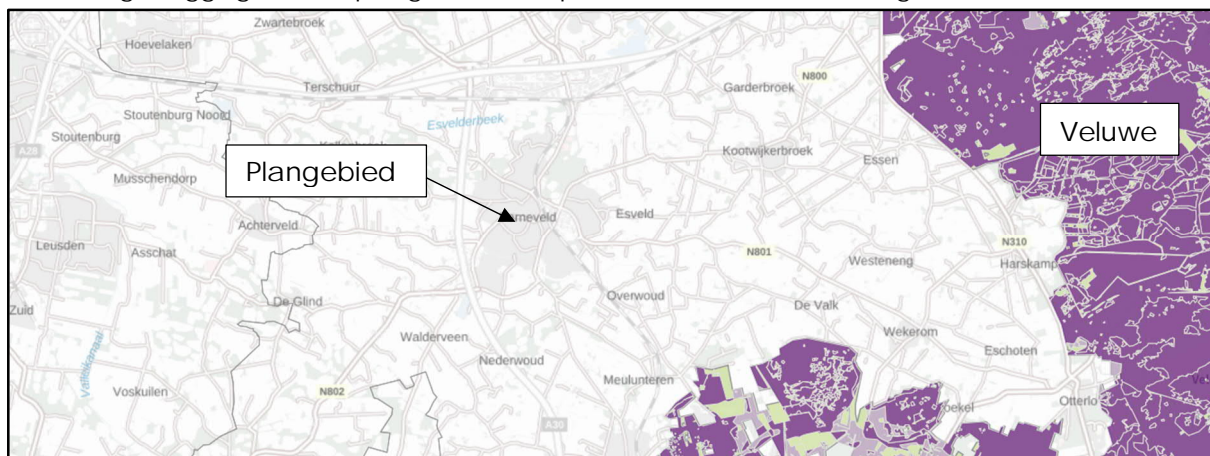 Zwartebroek
Hoevelaken
N800
Terschuur
Garderbroek
Stoutenburg Noord
Esvelderbeek
Veluwe
A28
Stoutenburg
Kootwijkerbroek
Essen
Plangebied
Musschendorp
Achterveld
Esveld
Leusden
Asschat
N801
N310
Westeneng
Harskamp
De Glind
Overwoud
Zuid
De Valk
Walderveen
Wekerom
Nederwoud
Eschoten
Valleikanaal
Meulunteren
Voskuilen
N802
Otterlo
A30